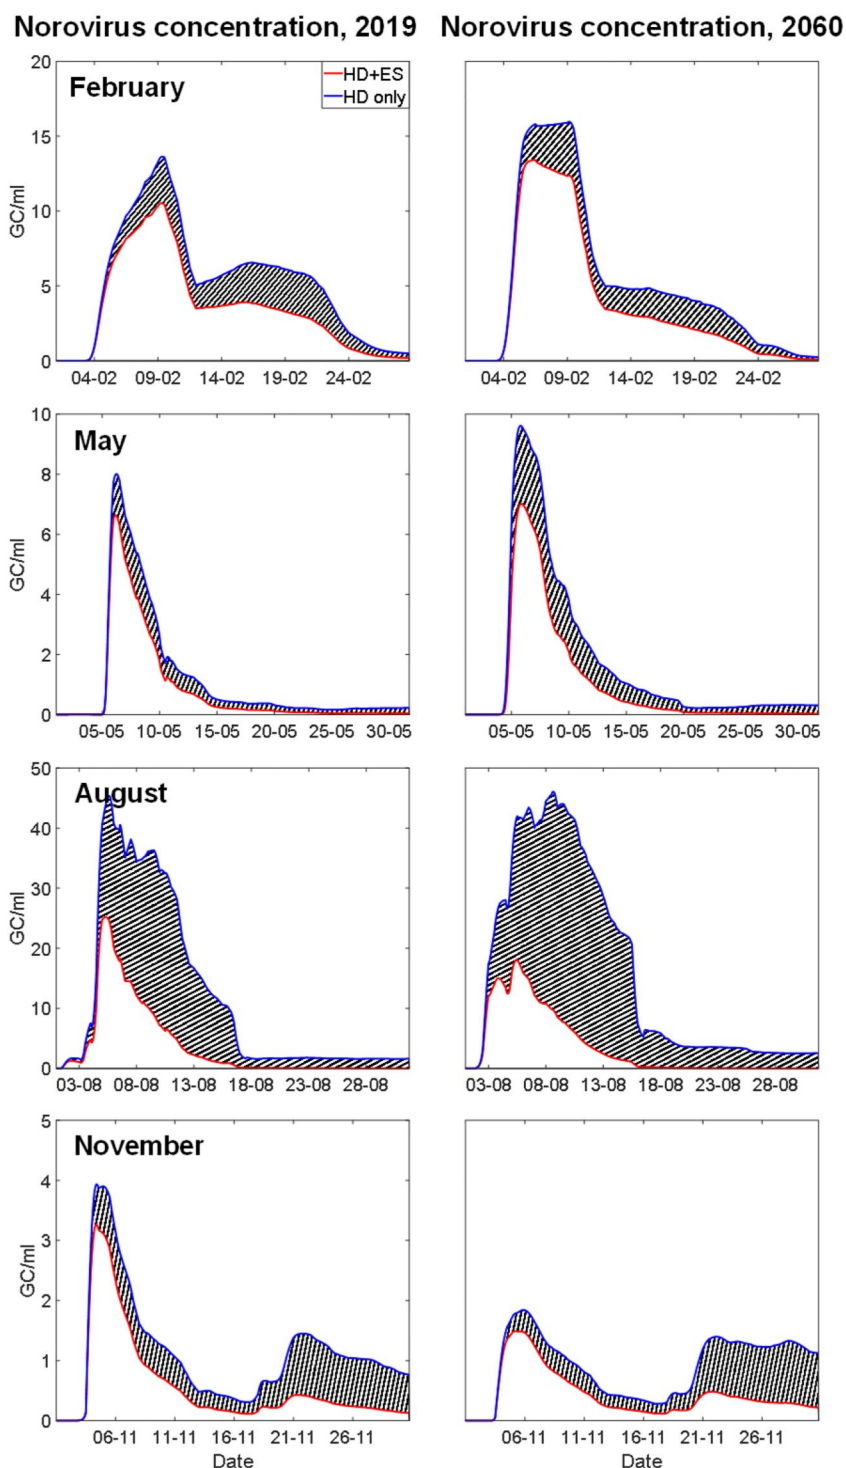 Norovirus concentration, 2019 Norovirus concentration, 2060
February
HD+ES
HD only
20
15
10
5
0
GC/ml
04-02 09-02 14-02 19-02 24-02
04-02 09-02 14-02 19-02 24-02
May
10
8
6
4
2
0
GC/ml
05-05 10-05 15-05 20-05 25-05 30-05
05-05 10-05 15-05 20-05 25-05 30-05
August
50
40
30
20
10
0
GC/ml
03-08 08-08 13-08 18-08 23-08 28-08
03-08 08-08 13-08 18-08 23-08 28-08
November
5
4
3
2
1
0
GC/ml
06-11 11-11 16-11 21-11 26-11
06-11 11-11 16-11 21-11 26-11
Date Date